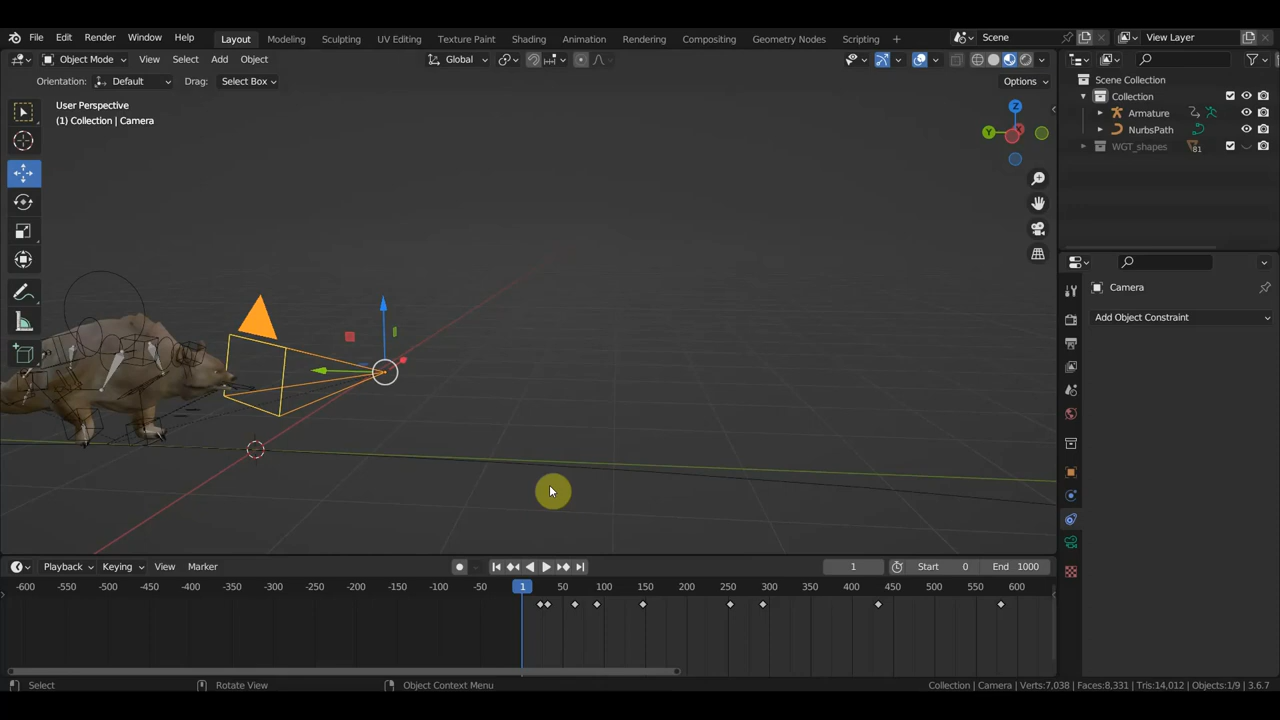 File Edit Render Window Help Layout Modeling Sculpting UV Editing Texture Paint Shading Animation Rendering Compositing Geometry Nodes Scripting + Scene View Layer
Object Mode View Select Add Object Global
Orientation: Default Drag: Select Box Options
User Perspective
(1) Collection | Camera
Z
Y
X
Scene Collection
Collection
Armature
NurbsPath
WGT_shapes 81
Camera
Add Object Constraint
Playback Keying View Marker 1 Start 0 End 1000
-600 -550 -500 -450 -400 -350 -300 -250 -200 -150 -100 -50 1 50 100 150 200 250 300 350 400 450 500 550 600
Select Rotate View Object Context Menu Collection | Camera | Verts:7,038 | Faces:8,331 | Tris:14,012 | Objects:1/9 | 3.6.7